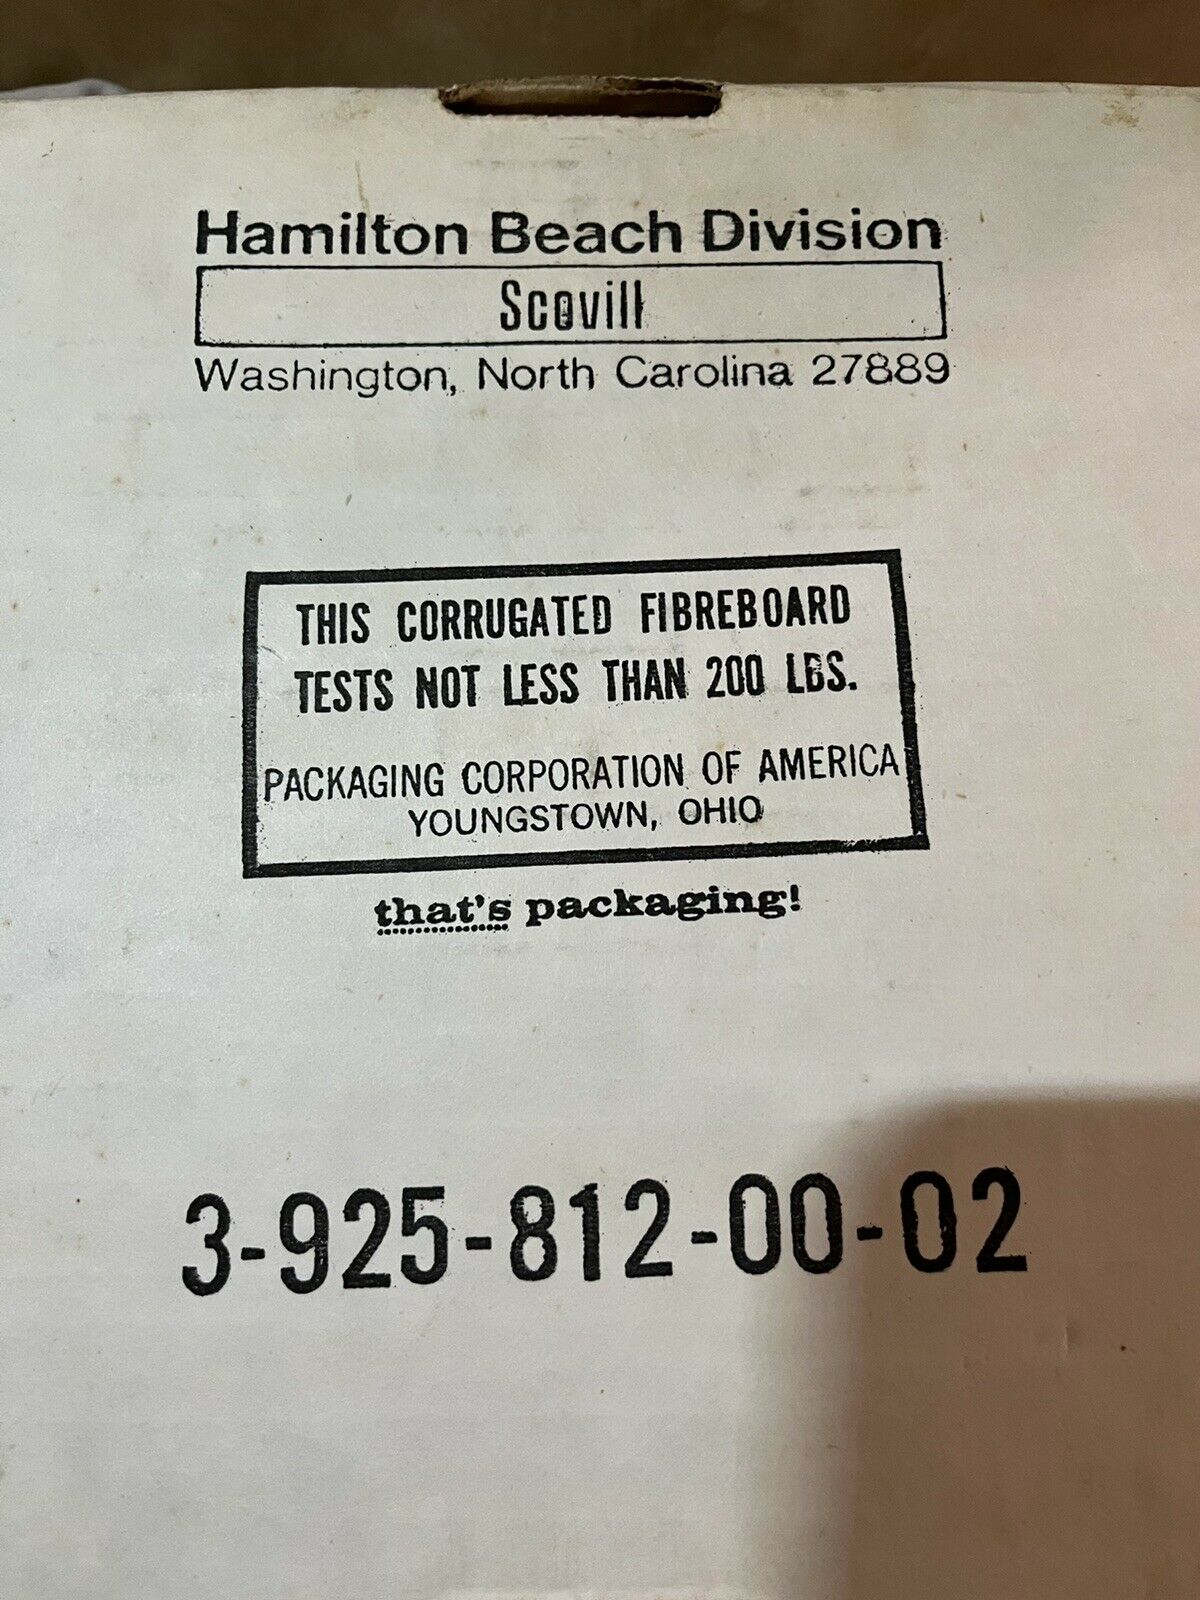 Hamilton Beach Division
Scovill
Washington, North Carolina 27889
THIS CORRUGATED FIBREBOARD
TESTS NOT LESS THAN 200 LBS.
PACKAGING CORPORATION OF AMERICA
YOUNGSTOWN, OHIO
that's packaging!
3-925-812-00-02